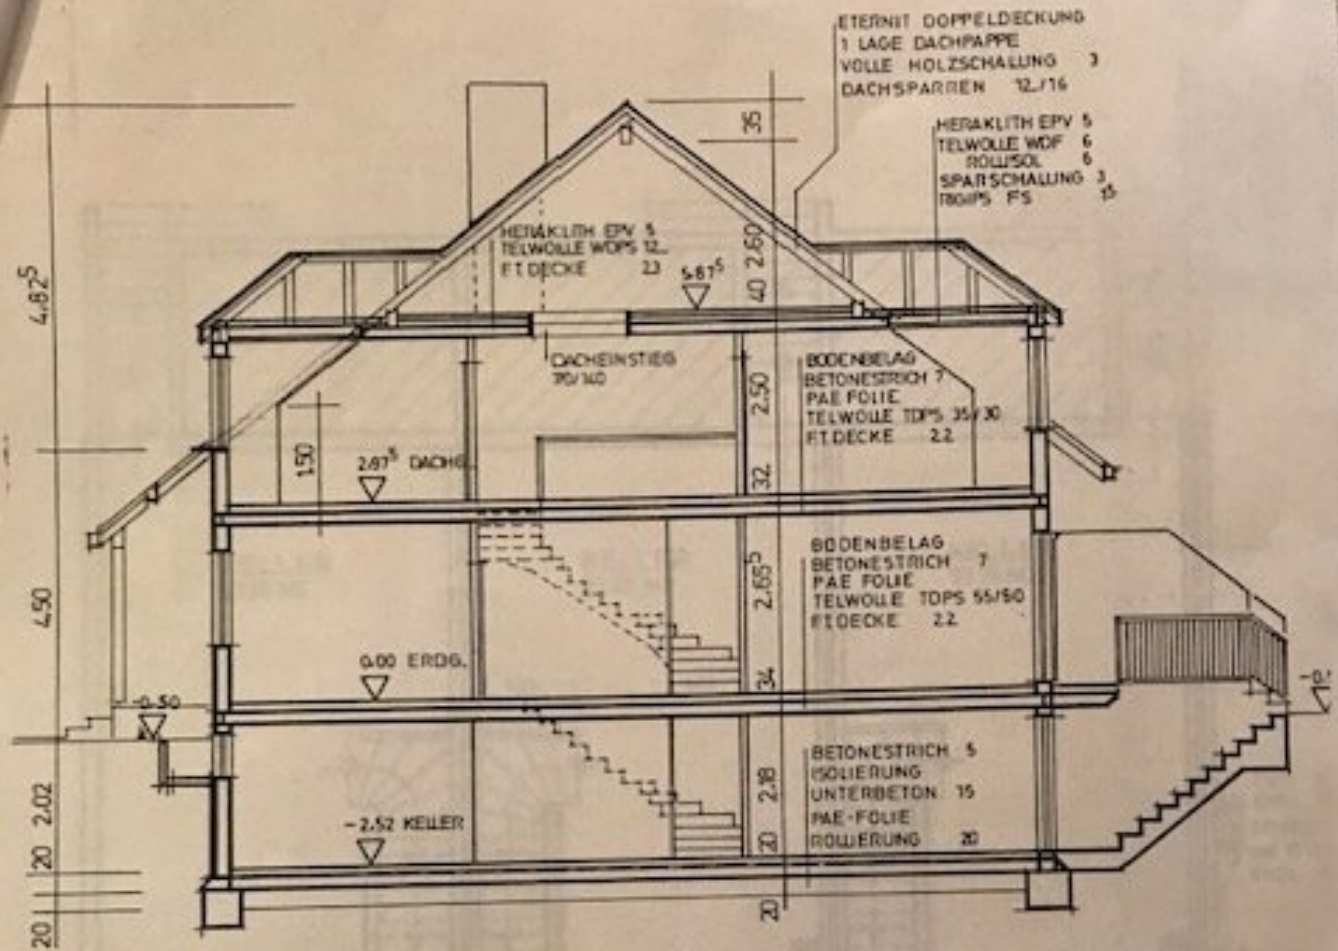 ETERNIT DOPPELDECKUNG
1 LAGE DACHPAPPE
VOLLE HOLZSCHALUNG 3
DACHSPARREN 12/16
HERAKLITH EPV 5
TELWOLLE WDF 6
ROLLISOL 6
SPARSCHALUNG 3
RIGIPS FS 15
35
HERAKLITH EPV 5
TELWOLLE WDPS 12
F.T. DECKE 23
5.87⁵
2.60
40
4.82⁵
DACHEINSTIEG
70/140
BODENBELAG
BETONESTRICH 7
PAE FOLIE
TELWOLLE TDPS 35/30
F.T. DECKE 22
2.50
1.50
2.87⁵ DACHG.
32
BODENBELAG
BETONESTRICH 7
PAE FOLIE
TELWOLLE TDPS 55/50
F.T. DECKE 22
2.65⁵
4.50
0.00 ERDG.
34
-0.50
BETONESTRICH 5
ISOLIERUNG
UNTERBETON 15
PAE-FOLIE
ROLLIERUNG 20
2.18
2.02
-2.52 KELLER
20
20
20
20